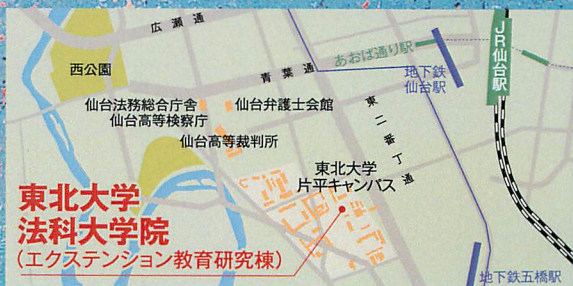 広瀬通
西公園
青葉通
あおば通り駅
JR仙台駅
地下鉄
仙台駅
仙台法務総合庁舎
仙台高等検察庁
仙台弁護士会館
仙台高等裁判所
東二番丁通
東北大学
片平キャンパス
東北大学
法科大学院
(エクステンション教育研究棟)
地下鉄五橋駅